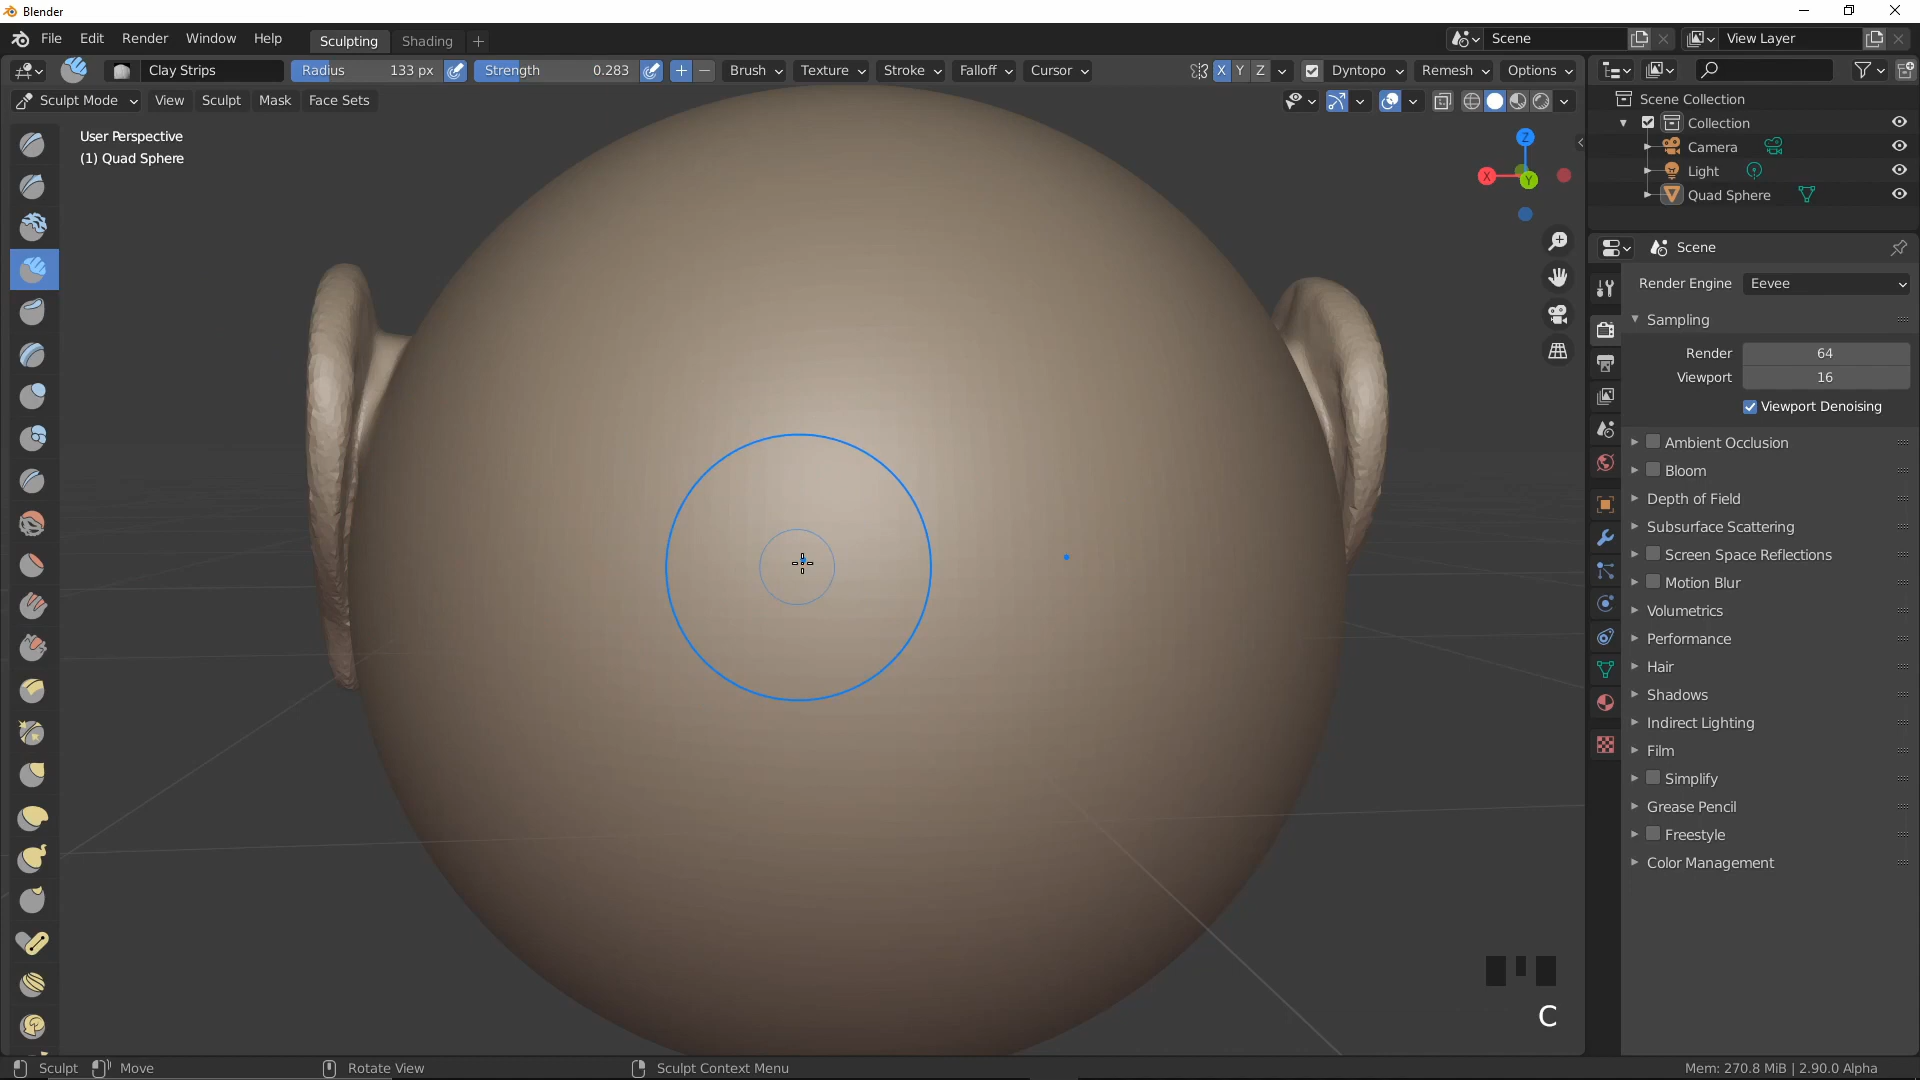 Blender
File Edit Render Window Help Sculpting Shading + Scene View Layer
Clay Strips Radius 133 px Strength 0.283 + − Brush Texture Stroke Falloff Cursor X Y Z Dyntopo Remesh Options
Sculpt Mode View Sculpt Mask Face Sets
User Perspective
(1) Quad Sphere
Z
X
Y
Scene Collection
Collection
Camera
Light
Quad Sphere
Scene
Render Engine Eevee
Sampling
Render 64
Viewport 16
Viewport Denoising
Ambient Occlusion
Bloom
Depth of Field
Subsurface Scattering
Screen Space Reflections
Motion Blur
Volumetrics
Performance
Hair
Shadows
Indirect Lighting
Film
Simplify
Grease Pencil
Freestyle
Color Management
C
Sculpt Move Rotate View Sculpt Context Menu Mem: 270.8 MiB | 2.90.0 Alpha